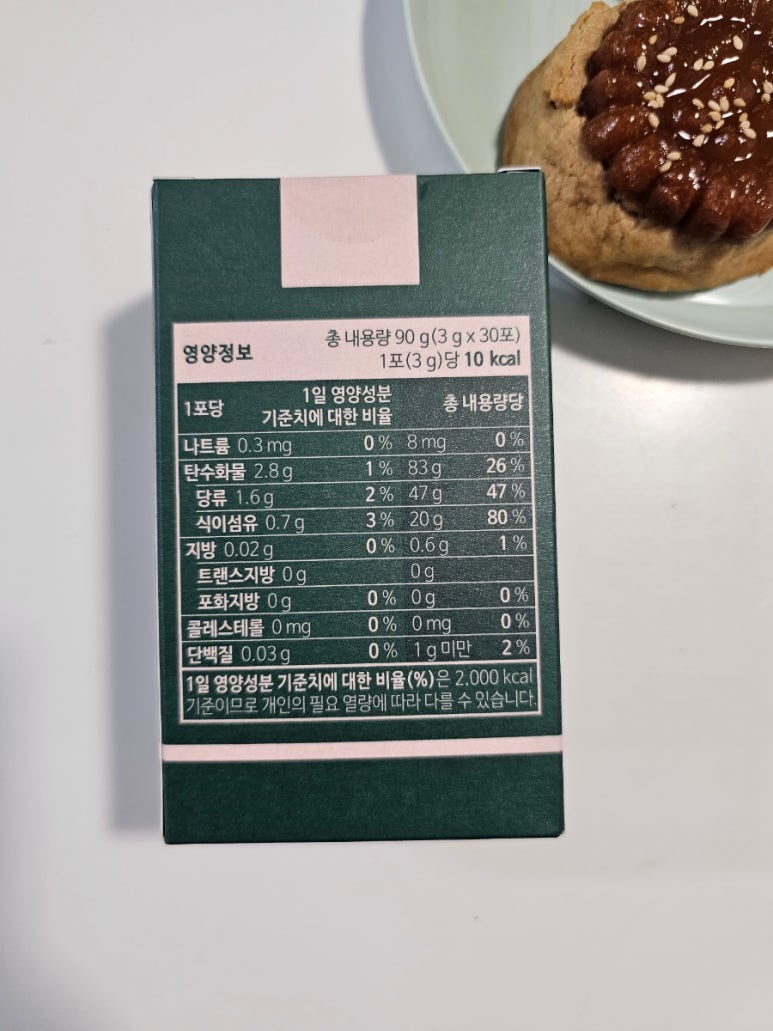 영양정보
총 내용량 90 g(3 g x 30포)
1포(3 g)당 10 kcal
1포당 1일 영양성분 기준치에 대한 비율 총 내용량당
나트륨 0.3 mg 0 % 8 mg 0 %
탄수화물 2.8 g 1 % 83 g 26 %
당류 1.6 g 2 % 47 g 47 %
식이섬유 0.7 g 3 % 20 g 80 %
지방 0.02 g 0 % 0.6 g 1 %
트랜스지방 0 g 0 g
포화지방 0 g 0 % 0 g 0 %
콜레스테롤 0 mg 0 % 0 mg 0 %
단백질 0.03 g 0 % 1 g 미만 2 %
1일 영양성분 기준치에 대한 비율(%)은 2,000 kcal
기준이므로 개인의 필요 열량에 따라 다를 수 있습니다.